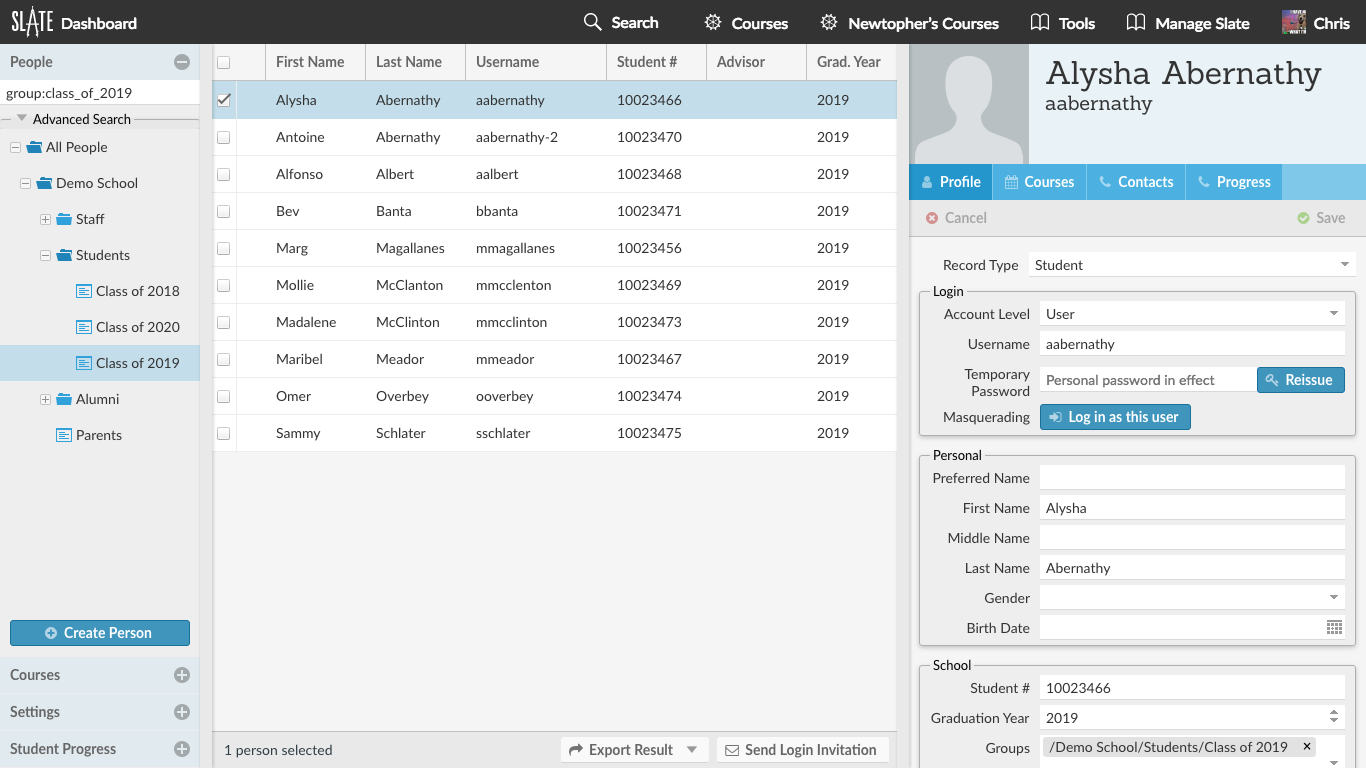 SLATE Dashboard Search Courses Newtopher's Courses Tools Manage Slate Chris
People
group:class_of_2019
Advanced Search
All People
Demo School
Staff
Students
Class of 2018
Class of 2020
Class of 2019
Alumni
Parents
Create Person
Courses
Settings
Student Progress
First Name Last Name Username Student # Advisor Grad. Year
Alysha Abernathy aabernathy 10023466 2019
Antoine Abernathy aabernathy-2 10023470 2019
Alfonso Albert aalbert 10023468 2019
Bev Banta bbanta 10023471 2019
Marg Magallanes mmagallanes 10023456 2019
Mollie McClanton mmcclenton 10023469 2019
Madalene McClinton mmcclinton 10023473 2019
Maribel Meador mmeador 10023467 2019
Omer Overbey ooverbey 10023474 2019
Sammy Schlater sschlater 10023475 2019
1 person selected Export Result Send Login Invitation
Alysha Abernathy
aabernathy
Profile Courses Contacts Progress
Cancel Save
Record Type Student
Login
Account Level User
Username aabernathy
Temporary Password Personal password in effect Reissue
Masquerading Log in as this user
Personal
Preferred Name
First Name Alysha
Middle Name
Last Name Abernathy
Gender
Birth Date
School
Student # 10023466
Graduation Year 2019
Groups /Demo School/Students/Class of 2019